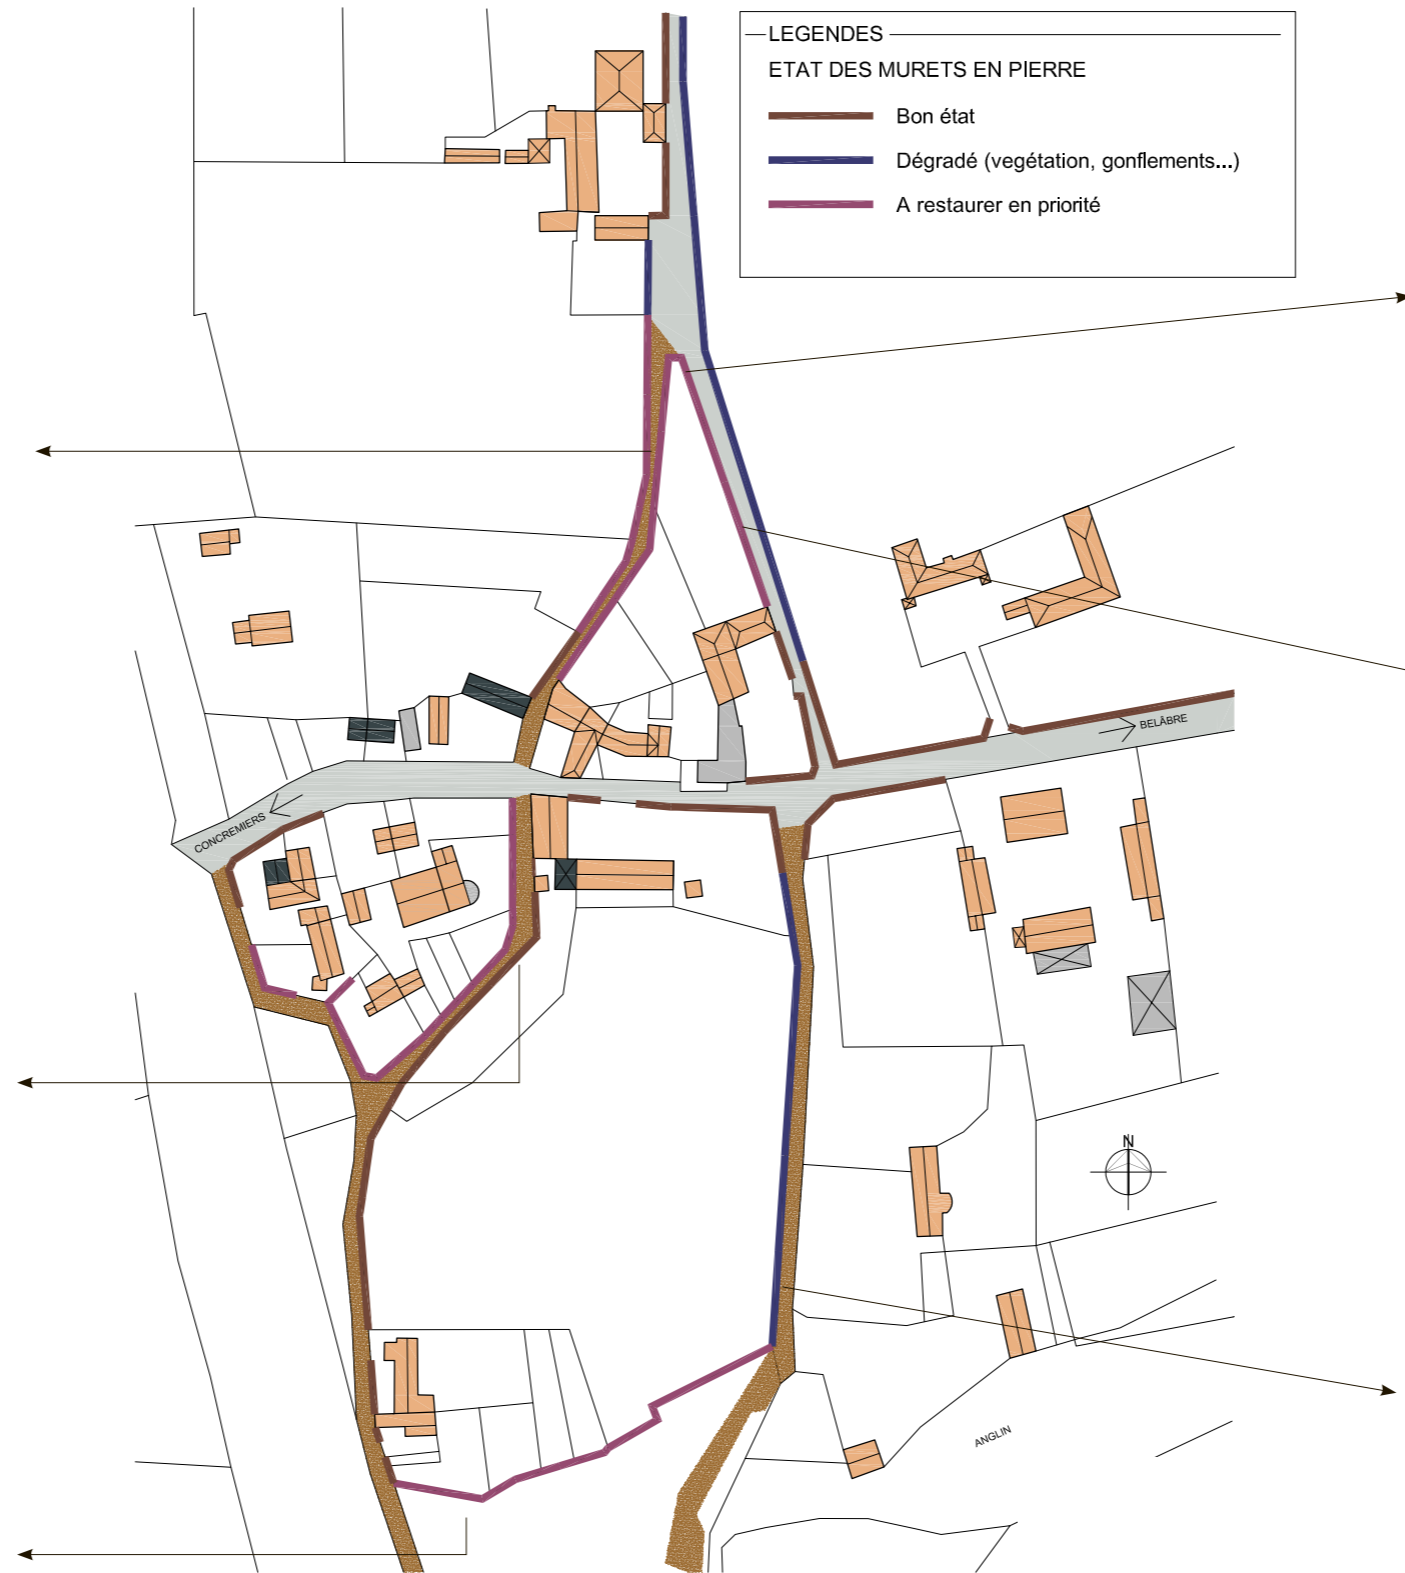 LEGENDES
ETAT DES MURETS EN PIERRE
Bon état
Dégradé (vegétation, gonflements...)
A restaurer en priorité
BELÂBRE
CONCREMIERS
N
ANGLIN